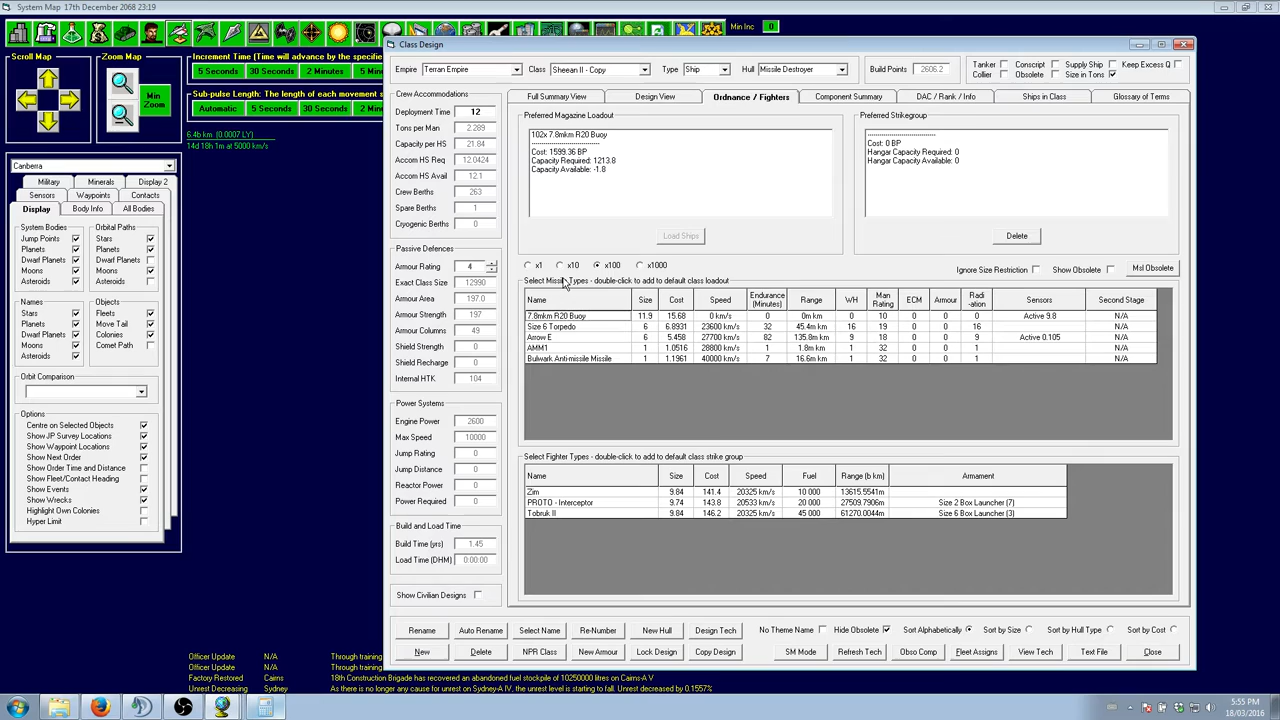 System Map  17th December 2068 23:19
Min Inc 0
Scroll Map
Zoom Map
Min Zoom
Increment Time (Time will advance by the specifie
5 Seconds 30 Seconds 2 Minutes 5 Min
Sub-pulse Length: The length of each movement s
Automatic 5 Seconds 30 Seconds 2 Min
6.4b km  (0.0007 LY)
14d 18h 1m at 5000 km/s
Canberra
Military Minerals Display 2
Sensors Waypoints Contacts
Display Body Info All Bodies
System Bodies
Jump Points
Planets
Dwarf Planets
Moons
Asteroids
Orbital Paths
Stars
Planets
Dwarf Planets
Moons
Asteroids
Names
Stars
Planets
Dwarf Planets
Moons
Asteroids
Objects
Fleets
Move Tail
Colonies
Comet Path
Orbit Comparison
Options
Centre on Selected Objects
Show JP Survey Locations
Show Waypoint Locations
Show Next Order
Show Order Time and Distance
Show Fleet/Contact Heading
Show Events
Show Wrecks
Highlight Own Colonies
Hyper Limit
Class Design
Empire Terran Empire Class Sheean II - Copy Type Ship Hull Missile Destroyer Build Points 2606.2
Tanker Conscript Supply Ship Keep Excess Q
Collier Obsolete Size in Tons
Full Summary View Design View Ordnance / Fighters Component Summary DAC / Rank / Info Ships in Class Glossary of Terms
Crew Accommodations
Deployment Time 12
Tons per Man 2.289
Capacity per HS 21.84
Accom HS Req 12.0424
Accom HS Avail 12.1
Crew Berths 263
Spare Berths 1
Cryogenic Berths 0
Passive Defences
Armour Rating 4
Exact Class Size 12990
Armour Area 197.0
Armour Strength 197
Armour Columns 49
Shield Strength 0
Shield Recharge 0
Internal HTK 104
Power Systems
Engine Power 2600
Max Speed 10000
Jump Rating 0
Jump Distance 0
Reactor Power 0
Power Required 0
Build and Load Time
Build Time (yrs) 1.45
Load Time (DHM) 0:00:00
Show Civilian Designs
Preferred Magazine Loadout
102x 7.8mkm R20 Buoy
------------------------------
Cost: 1599.36 BP
Capacity Required: 1213.8
Capacity Available: -1.8
Load Ships
Preferred Strikegroup
------------------------------
Cost: 0 BP
Hangar Capacity Required: 0
Hangar Capacity Available: 0
Delete
x1 x10 x100 x1000
Ignore Size Restriction Show Obsolete Msl Obsolete
Select Missile Types - double-click to add to default class loadout
Name Size Cost Speed Endurance (Minutes) Range WH Man Rating ECM Armour Radi -ation Sensors Second Stage
7.8mkm R20 Buoy 11.9 15.68 0 km/s 0 0m km 0 10 0 0 0 Active 9.8 N/A
Size 6 Torpedo 6 6.8931 23600 km/s 32 45.4m km 16 19 0 0 16 N/A
Arrow E 6 5.458 27700 km/s 82 135.8m km 9 18 0 0 9 Active 0.105 N/A
AMM1 1 1.0516 28800 km/s 1 1.8m km 1 32 0 0 1 N/A
Bulwark Anti-missile Missile 1 1.1961 40000 km/s 7 16.6m km 1 32 0 0 1 N/A
Select Fighter Types - double-click to add to default class strike group
Name Size Cost Speed Fuel Range (b km) Armament
Zim 9.84 141.4 20325 km/s 10 000 13615.5541m
PROTO - Interceptor 9.74 143.8 20533 km/s 20 000 27509.7906m Size 2 Box Launcher (7)
Tobruk II 9.84 146.2 20325 km/s 45 000 61270.0044m Size 6 Box Launcher (3)
Rename Auto Rename Select Name Re-Number New Hull Design Tech No Theme Name Hide Obsolete Sort Alphabetically Sort by Size Sort by Hull Type Sort by Cost
New Delete NPR Class New Armour Lock Design Copy Design SM Mode Refresh Tech Obso Comp Fleet Assigns View Tech Text File Close
Officer Update N/A Through training
Officer Update N/A Through training
Factory Restored Cairns 18th Construction Brigade has recovered an abandoned fuel stockpile of 10250000 litres on Cairns-A V
Unrest Decreasing Sydney As there is no longer any cause for unrest on Sydney-A IV, the unrest level is starting to fall. Unrest decreased by 0.1557%
5:55 PM
18/03/2016